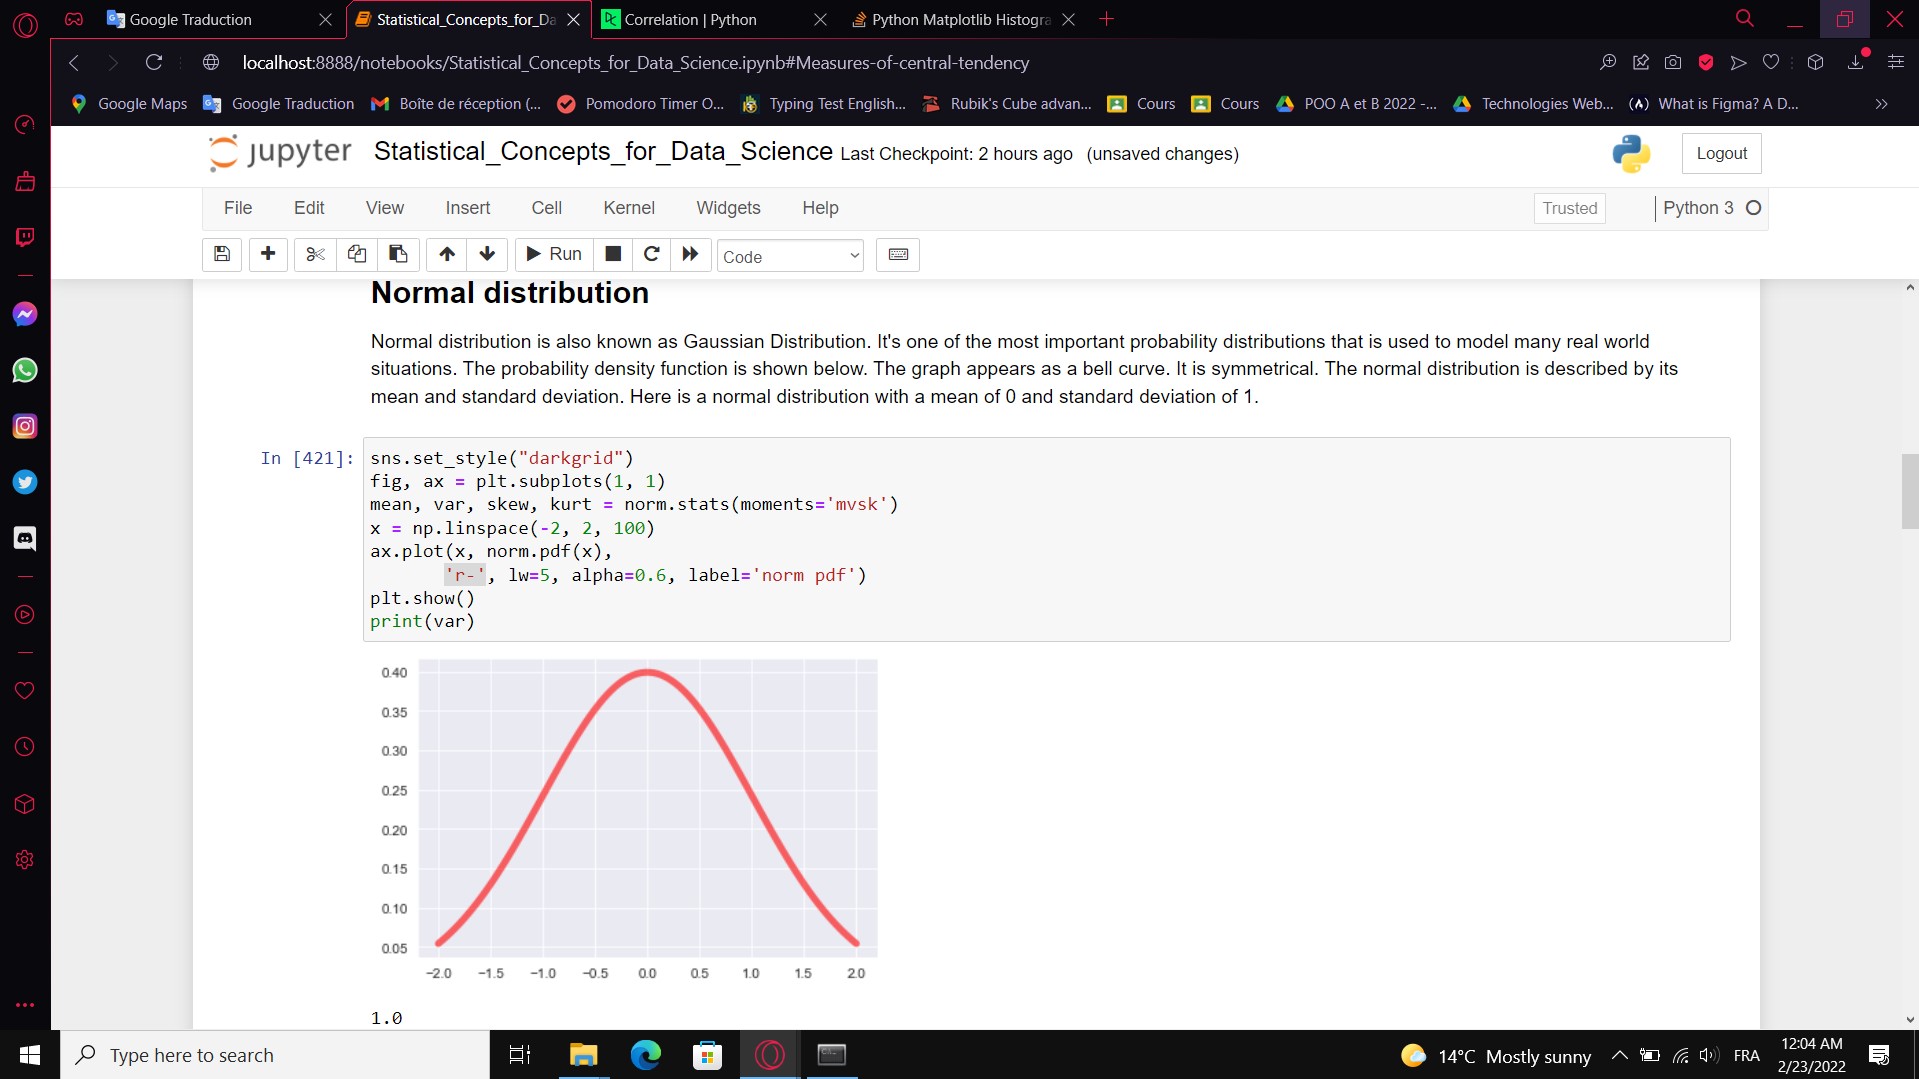 Google Traduction
Statistical_Concepts_for_Da
Correlation | Python
Python Matplotlib Histogra
localhost:8888/notebooks/Statistical_Concepts_for_Data_Science.ipynb#Measures-of-central-tendency
Google Maps
Google Traduction
Boîte de réception (...
Pomodoro Timer O...
Typing Test English...
Rubik's Cube advan...
Cours
Cours
POO A et B 2022 -...
Technologies Web...
What is Figma? A D...
jupyter Statistical_Concepts_for_Data_Science Last Checkpoint: 2 hours ago (unsaved changes)
Logout
File Edit View Insert Cell Kernel Widgets Help
Trusted
Python 3
Run
Code
Normal distribution
Normal distribution is also known as Gaussian Distribution. It's one of the most important probability distributions that is used to model many real world
situations. The probability density function is shown below. The graph appears as a bell curve. It is symmetrical. The normal distribution is described by its
mean and standard deviation. Here is a normal distribution with a mean of 0 and standard deviation of 1.
In [421]:
sns.set_style("darkgrid")
fig, ax = plt.subplots(1, 1)
mean, var, skew, kurt = norm.stats(moments='mvsk')
x = np.linspace(-2, 2, 100)
ax.plot(x, norm.pdf(x),
'r-', lw=5, alpha=0.6, label='norm pdf')
plt.show()
print(var)
0.40
0.35
0.30
0.25
0.20
0.15
0.10
0.05
−2.0 −1.5 −1.0 −0.5 0.0 0.5 1.0 1.5 2.0
1.0
Type here to search
14°C Mostly sunny
FRA
12:04 AM
2/23/2022